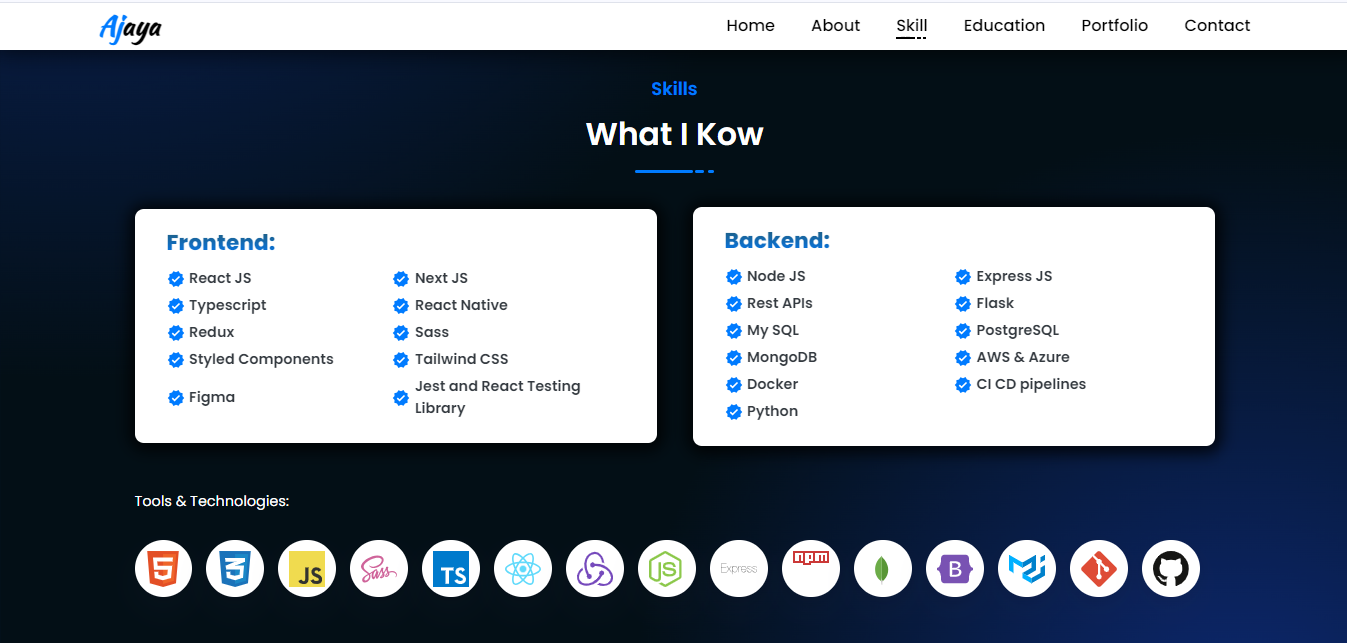 Ajaya
Home About Skill Education Portfolio Contact
Skills
What I Kow
Frontend:
React JS
Next JS
Typescript
React Native
Redux
Sass
Styled Components
Tailwind CSS
Figma
Jest and React Testing
Library
Backend:
Node JS
Express JS
Rest APIs
Flask
My SQL
PostgreSQL
MongoDB
AWS & Azure
Docker
CI CD pipelines
Python
Tools & Technologies:
5 3 JS Sass TS JS Express npm B